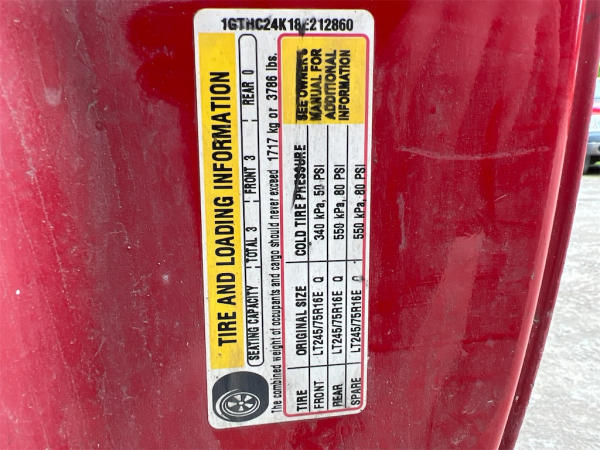 1GTHC24K18E212860
TIRE AND LOADING INFORMATION
SEATING CAPACITY TOTAL 3 FRONT 3 REAR 0
The combined weight of occupants and cargo should never exceed 1717 kg or 3786 lbs.
TIRE ORIGINAL SIZE COLD TIRE PRESSURE
FRONT LT245/75R16E Q 340 kPa, 50 PSI
REAR LT245/75R16E Q 550 kPa, 80 PSI
SPARE LT245/75R16E Q 550 kPa, 80 PSI
SEE OWNER'S
MANUAL FOR
ADDITIONAL
INFORMATION